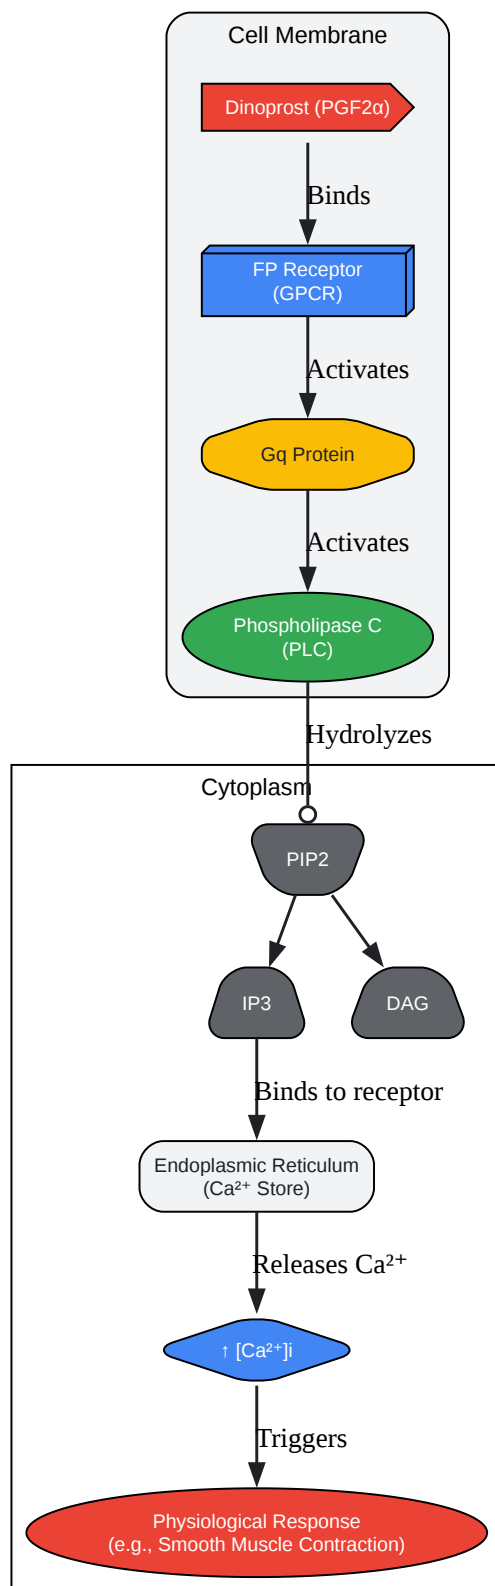 Cell Membrane
Dinoprost (PGF2α)
Binds
FP Receptor
(GPCR)
Activates
Gq Protein
Activates
Phospholipase C
(PLC)
Hydrolyzes
Cytoplasm
PIP2
IP3
DAG
Binds to receptor
Endoplasmic Reticulum
(Ca²⁺ Store)
Releases Ca²⁺
↑ [Ca²⁺]i
Triggers
Physiological Response
(e.g., Smooth Muscle Contraction)